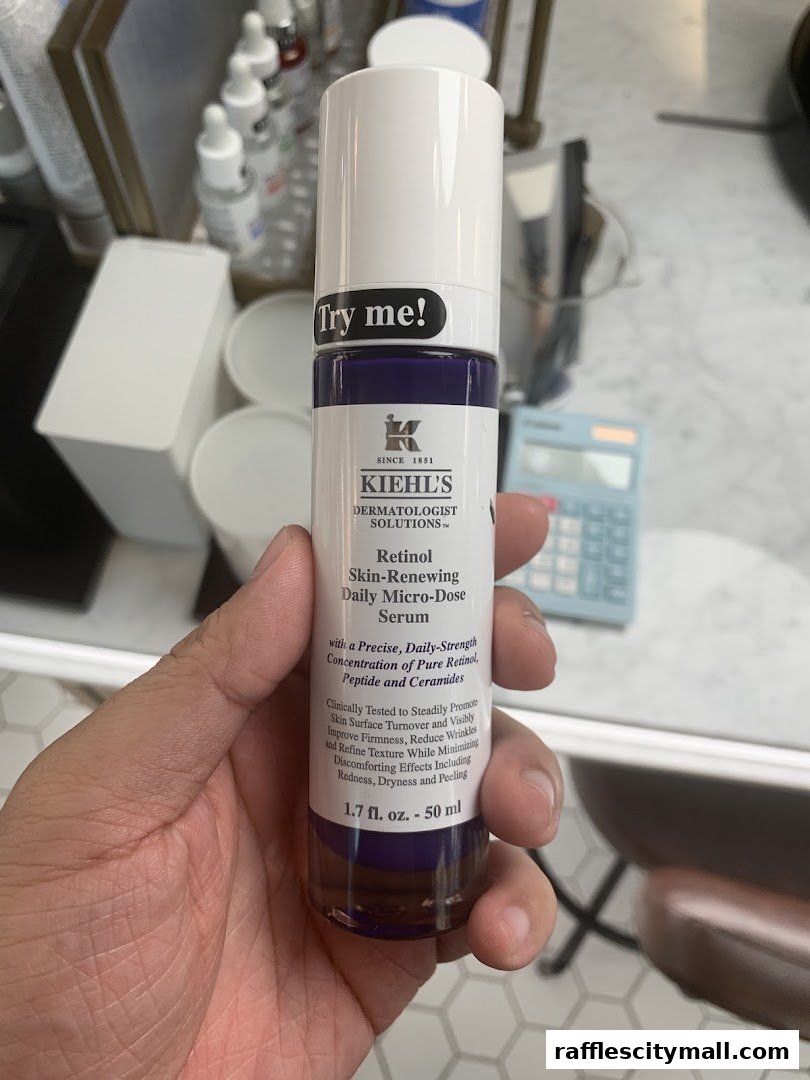 Try me!
K
SINCE 1851
KIEHL'S
DERMATOLOGIST
SOLUTIONS™
Retinol
Skin-Renewing
Daily Micro-Dose
Serum
with a Precise, Daily-Strength
Concentration of Pure Retinol,
Peptide and Ceramides
Clinically Tested to Steadily Promote
Skin Surface Turnover and Visibly
Improve Firmness, Reduce Wrinkles
and Refine Texture While Minimizing
Discomforting Effects Including
Redness, Dryness and Peeling
1.7 fl. oz. - 50 ml
rafflescitymall.com